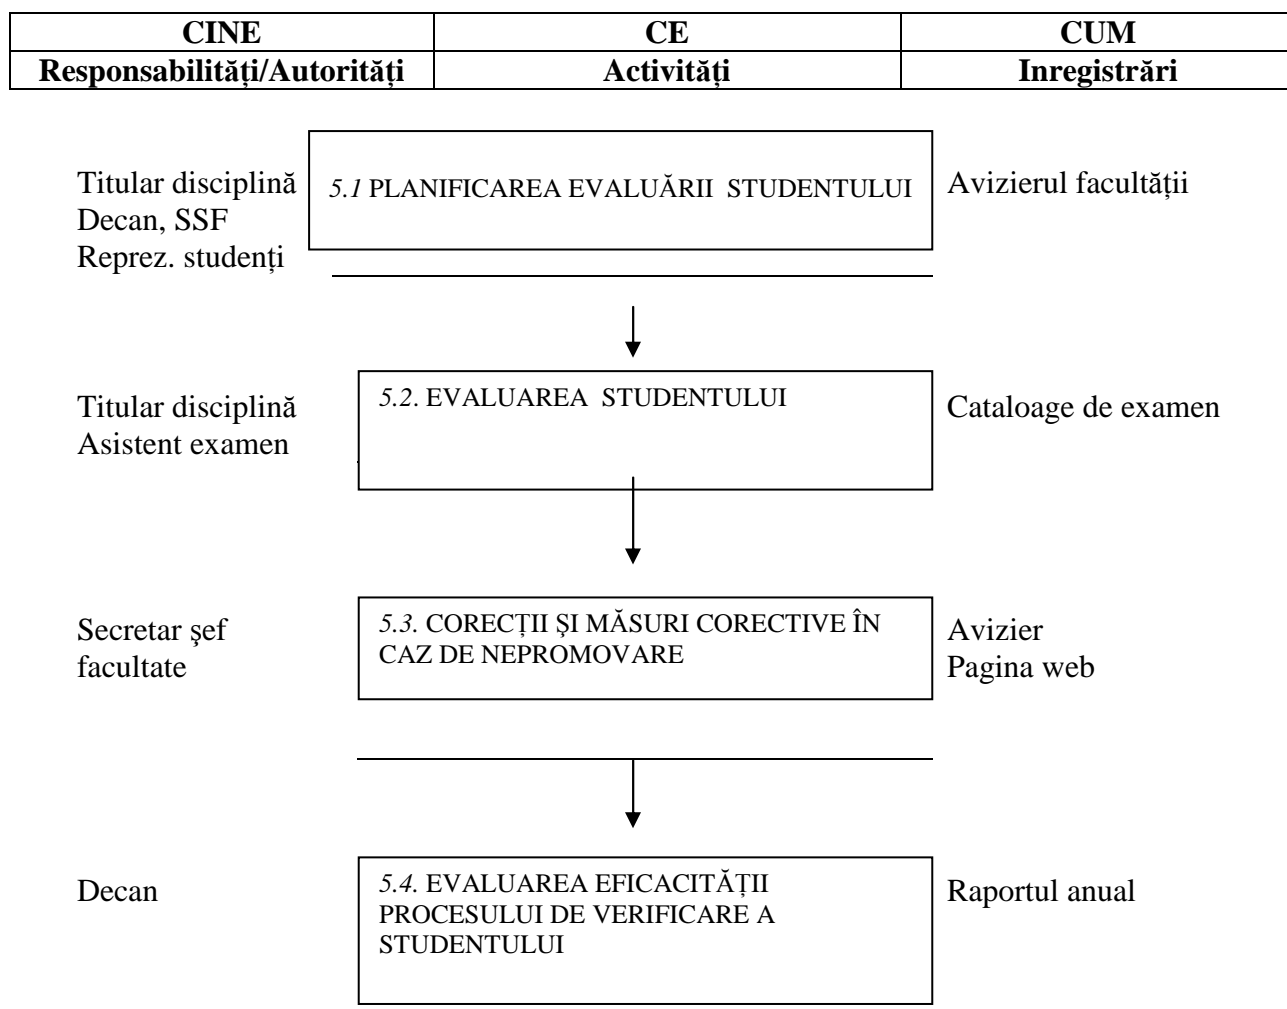 CINE CE CUM
Responsabilități/Autorități Activități Inregistrări
Titular disciplină
Decan, SSF
Reprez. studenți
5.1 PLANIFICAREA EVALUĂRII STUDENTULUI
Avizierul facultății
Titular disciplină
Asistent examen
5.2. EVALUAREA STUDENTULUI
Cataloage de examen
Secretar şef
facultate
5.3. CORECȚII ŞI MĂSURI CORECTIVE ÎN
CAZ DE NEPROMOVARE
Avizier
Pagina web
Decan
5.4. EVALUAREA EFICACITĂȚII
PROCESULUI DE VERIFICARE A
STUDENTULUI
Raportul anual